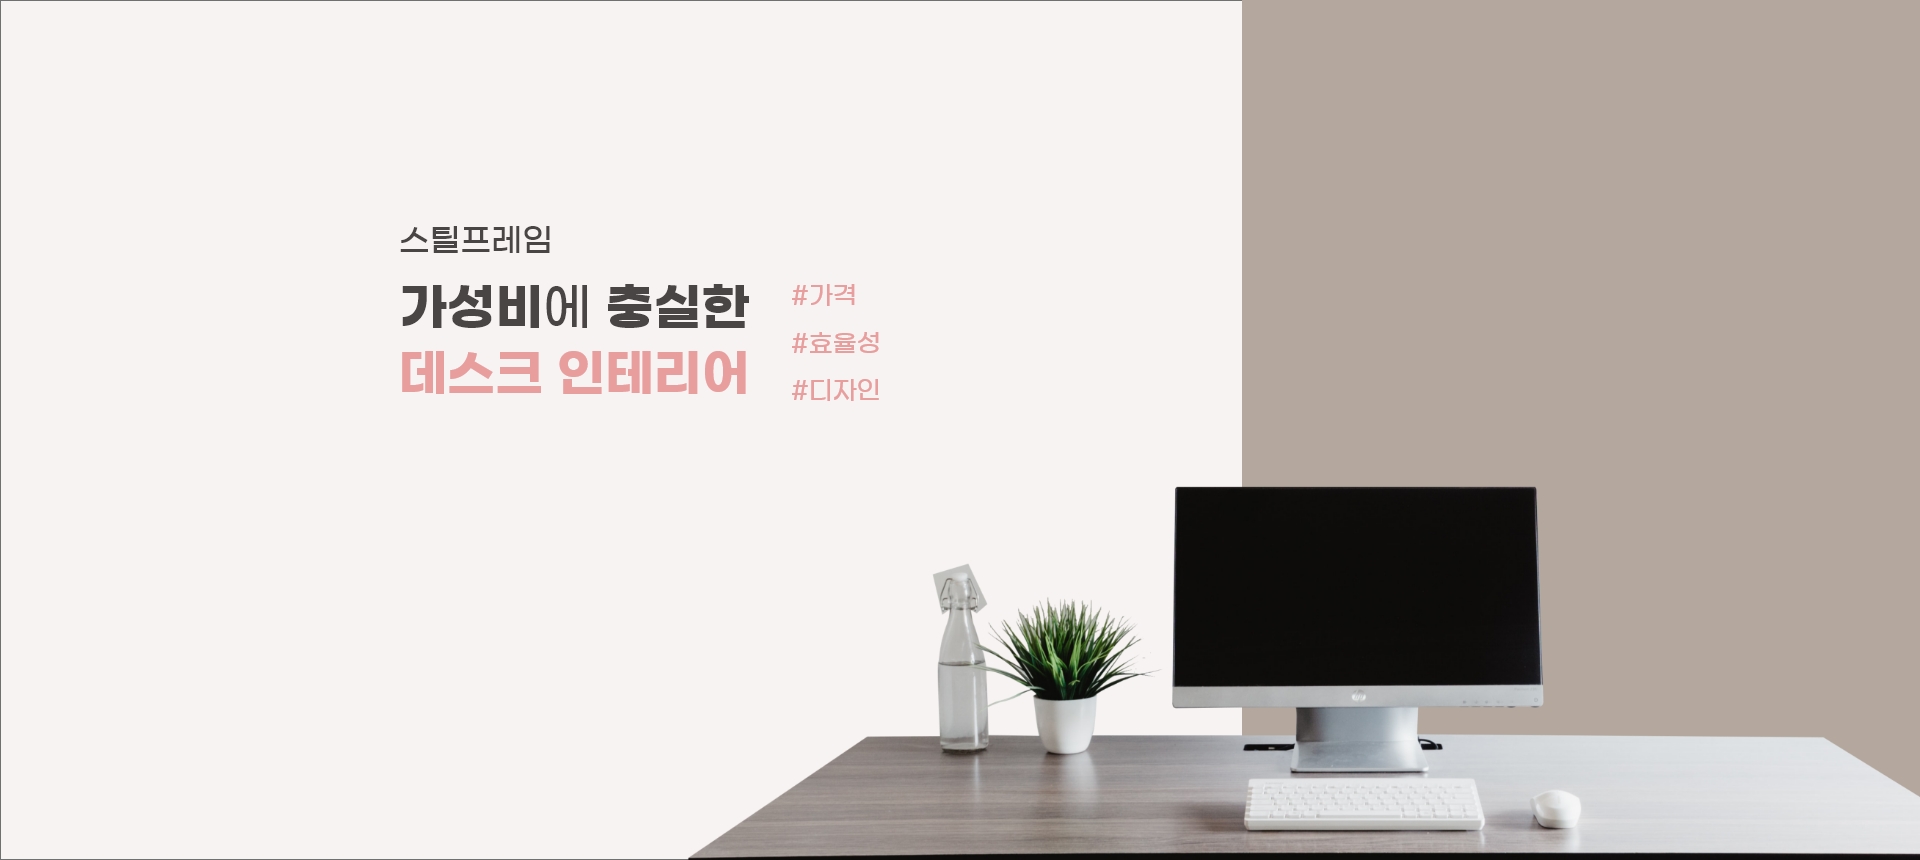 스틸프레임
가성비에 충실한
데스크 인테리어
#가격
#효율성
#디자인